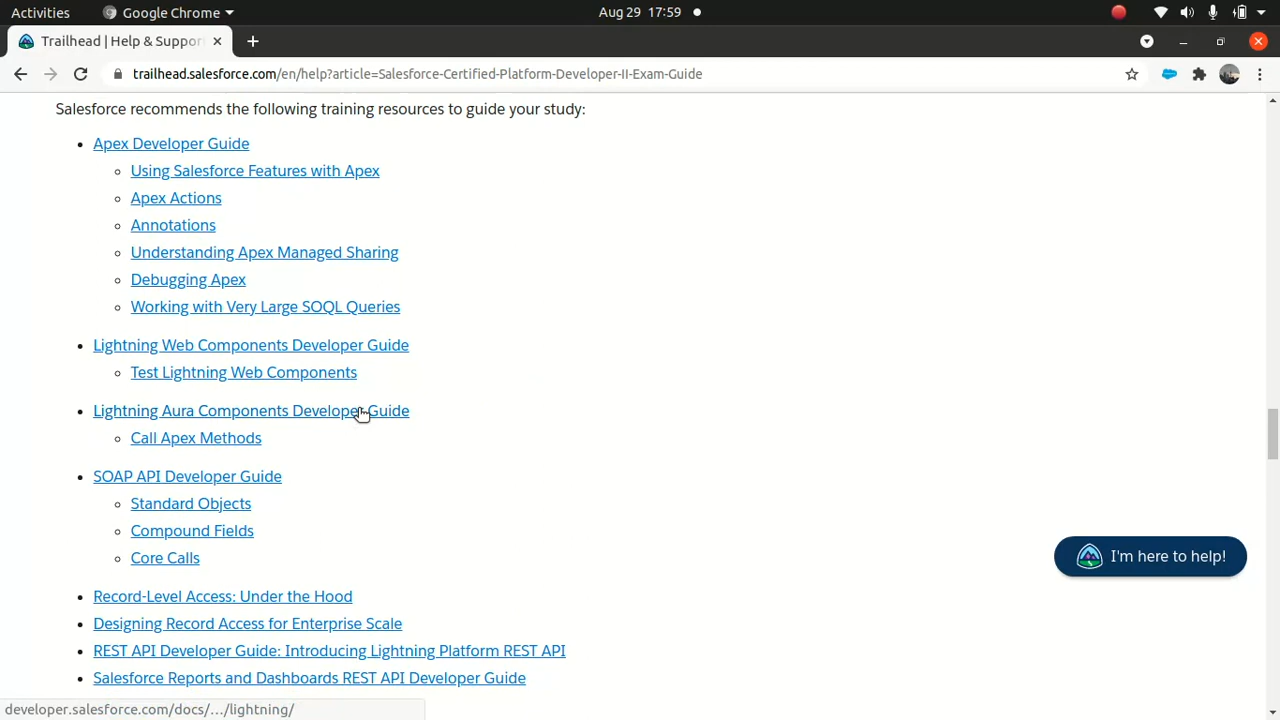 Activities
Google Chrome
Aug 29 17:59
Trailhead | Help & Suppor
trailhead.salesforce.com/en/help?article=Salesforce-Certified-Platform-Developer-II-Exam-Guide
Salesforce recommends the following training resources to guide your study:
Apex Developer Guide
Using Salesforce Features with Apex
Apex Actions
Annotations
Understanding Apex Managed Sharing
Debugging Apex
Working with Very Large SOQL Queries
Lightning Web Components Developer Guide
Test Lightning Web Components
Lightning Aura Components Developer Guide
Call Apex Methods
SOAP API Developer Guide
Standard Objects
Compound Fields
Core Calls
I'm here to help!
Record-Level Access: Under the Hood
Designing Record Access for Enterprise Scale
REST API Developer Guide: Introducing Lightning Platform REST API
Salesforce Reports and Dashboards REST API Developer Guide
developer.salesforce.com/docs/…/lightning/